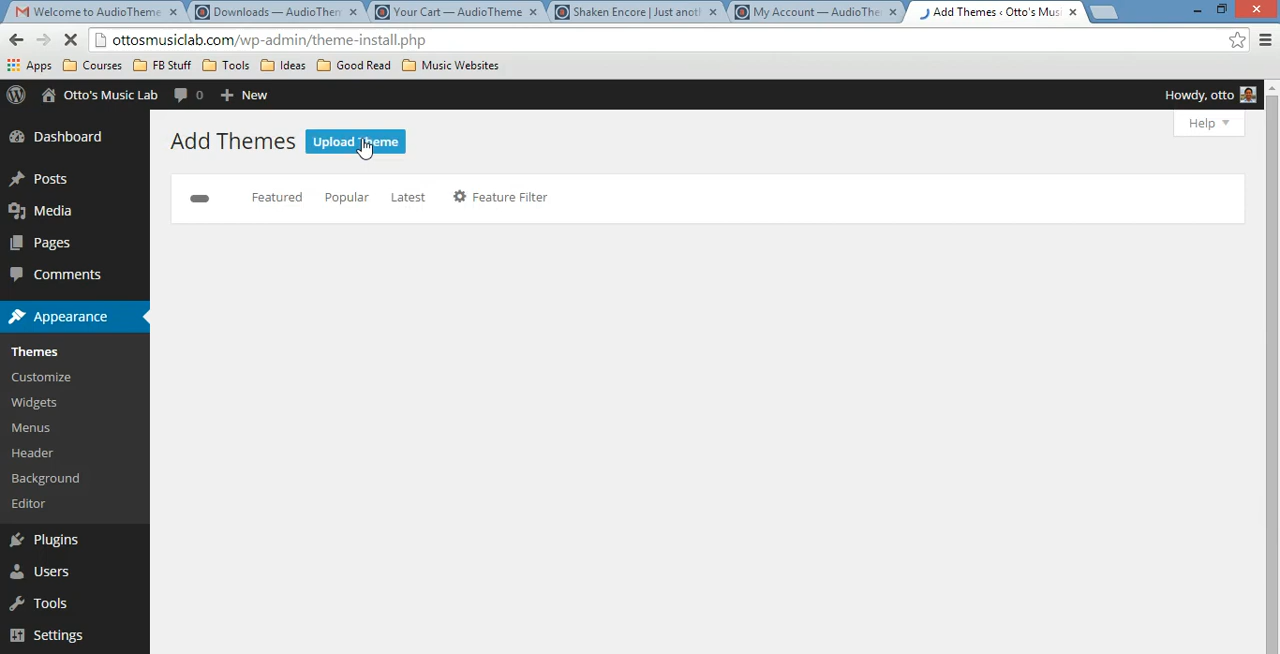 Welcome to AudioTheme
Downloads — AudioThem
Your Cart — AudioTheme
Shaken Encore | Just anot
My Account — AudioThe
Add Themes ‹ Otto's Musi
ottosmusiclab.com/wp-admin/theme-install.php
Apps Courses FB Stuff Tools Ideas Good Read Music Websites
Otto's Music Lab 0 New Howdy, otto
Help
Add Themes Upload Theme
Featured Popular Latest Feature Filter
Dashboard
Posts
Media
Pages
Comments
Appearance
Themes
Customize
Widgets
Menus
Header
Background
Editor
Plugins
Users
Tools
Settings